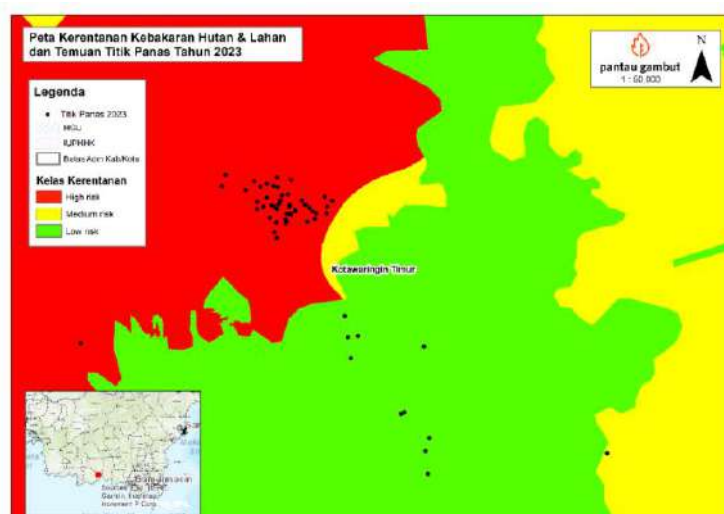 Peta Kerentanan Kebakaran Hutan & Lahan
dan Temuan Titik Panas Tahun 2023
pantau gambut
1 : 60,000
N
Legenda
Titik Panas 2023
HGU
IUPHHK
Batas Adm Kab/Kota
Kelas Kerentanan
High risk
Medium risk
Low risk
Kotawaringin Timur